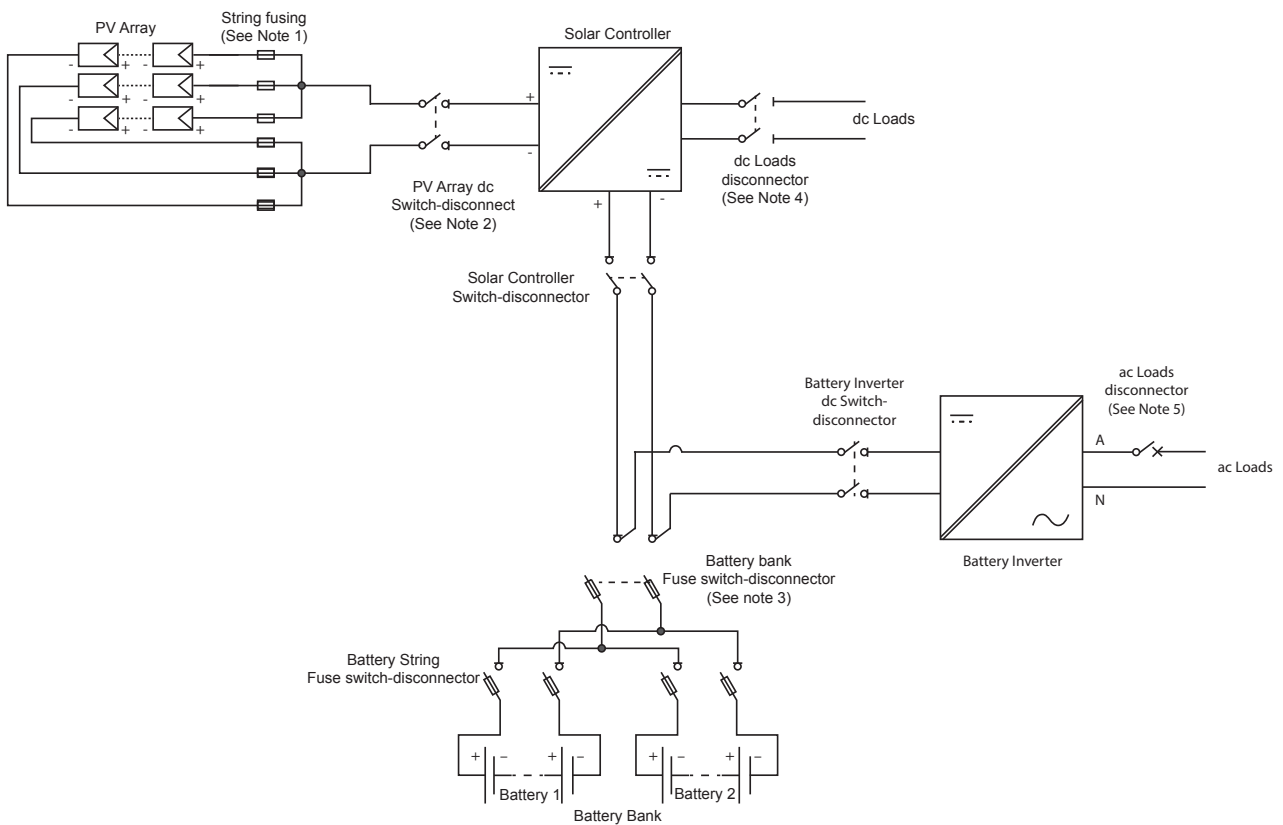 PV Array
String fusing
(See Note 1)
Solar Controller
- + - +
- + - +
- + - +
+
-
dc Loads
PV Array dc
Switch-disconnect
(See Note 2)
dc Loads
disconnector
(See Note 4)
+ -
Solar Controller
Switch-disconnector
Battery Inverter
dc Switch-
disconnector
ac Loads
disconnector
(See Note 5)
A
ac Loads
N
Battery Inverter
Battery bank
Fuse switch-disconnector
(See note 3)
Battery String
Fuse switch-disconnector
+ - + - + - + -
Battery 1
Battery 2
Battery Bank